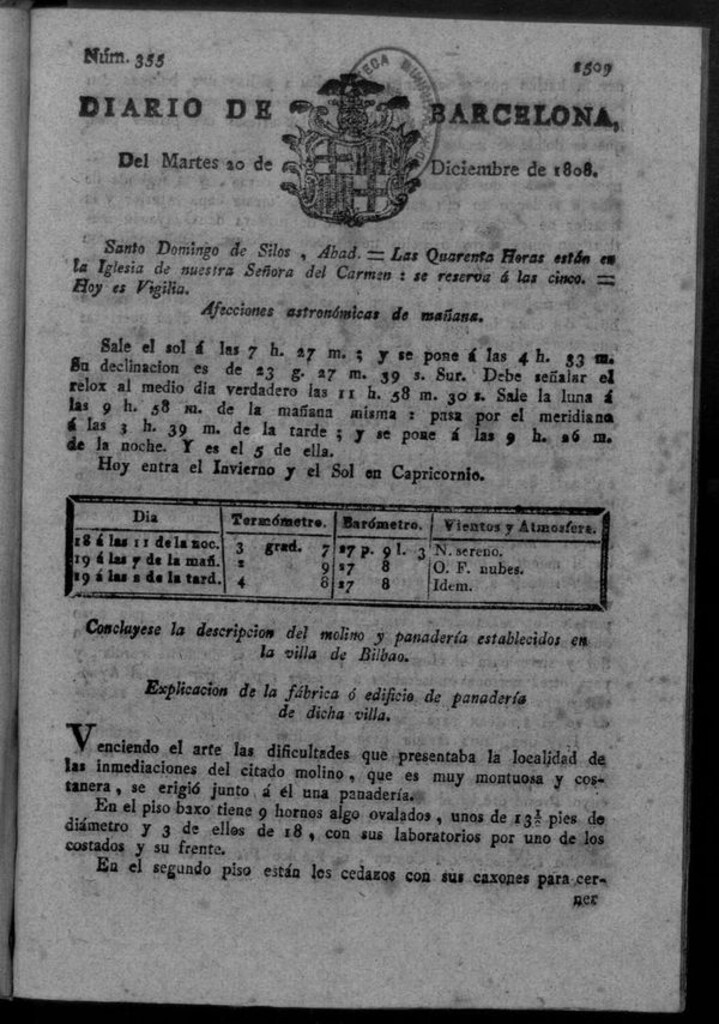 Núm. 355 1509
DIARIO DE BARCELONA,
Del Martes 20 de Diciembre de 1808.
Santo Domingo de Silos, Abad. = Las Quarenta Horas están en
la Iglesia de nuestra Señora del Carmen : se reserva á las cinco. =
Hoy es Vigilia.
Afecciones astronómicas de mañana.
Sale el sol á las 7 h. 27 m. ; y se pone á las 4 h. 33 m.
Su declinacion es de 23 g. 27 m. 39 s. Sur. Debe señalar el
relox al medio dia verdadero las 11 h. 58 m. 30 s. Sale la luna á
las 9 h. 58 m. de la mañana misma : pasa por el meridiano
á las 3 h. 39 m. de la tarde ; y se pone á las 9 h. 26 m.
de la noche. Y es el 5 de ella.
Hoy entra el Invierno y el Sol en Capricornio.
Dia Termómetro. Barómetro. Vientos y Atmosfera.
18 á las 11 de la noc. 3 grad. 7 27 p. 9 l. 3 N. sereno.
19 á las 7 de la mañ. 2 9 27 8 O. F. nubes.
19 á las 2 de la tard. 4 8 27 8 Idem.
Concluyese la descripcion del molino y panadería establecidos en
la villa de Bilbao.
Explicacion de la fábrica ó edificio de panadería
de dicha villa.
Venciendo el arte las dificultades que presentaba la localidad de
las inmediaciones del citado molino, que es muy montuosa y cos-
tanera, se erigió junto á él una panadería.
En el piso baxo tiene 9 hornos algo ovalados, unos de 13½ pies de
diámetro y 3 de ellos de 18, con sus laboratorios por uno de los
costados y su frente.
En el segundo piso están los cedazos con sus caxones para cer-
ner